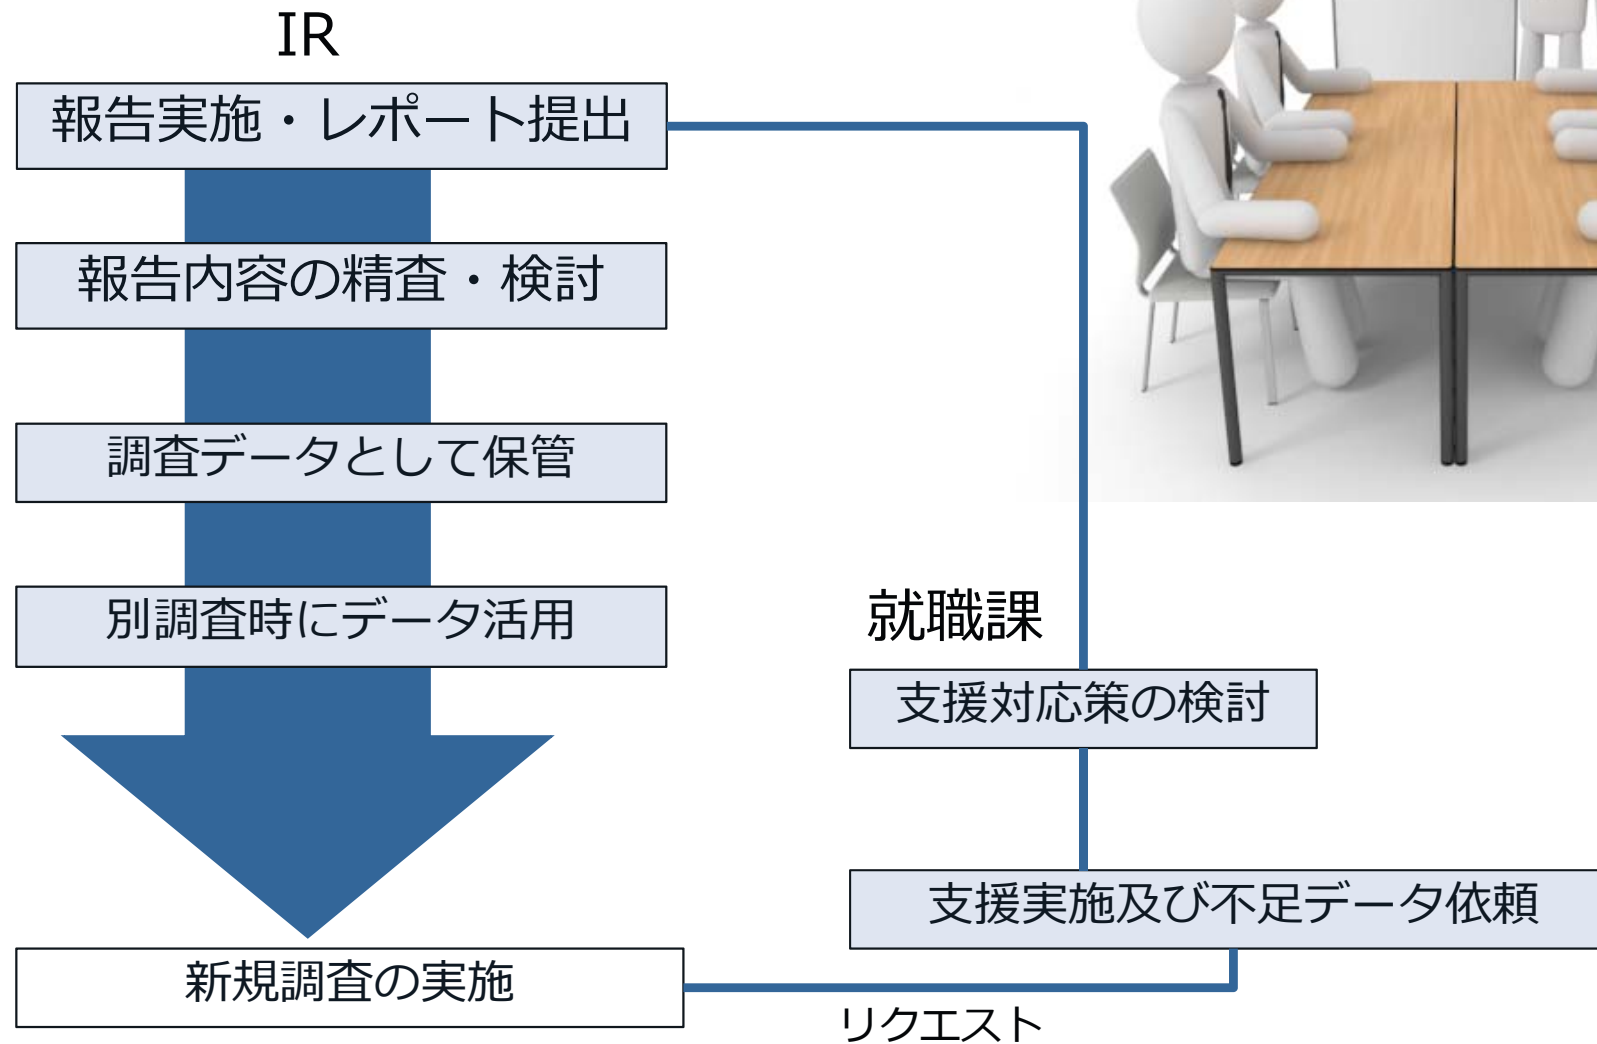 IR
報告実施・レポート提出
報告内容の精査・検討
調査データとして保管
別調査時にデータ活用
新規調査の実施
就職課
支援対応策の検討
支援実施及び不足データ依頼
リクエスト